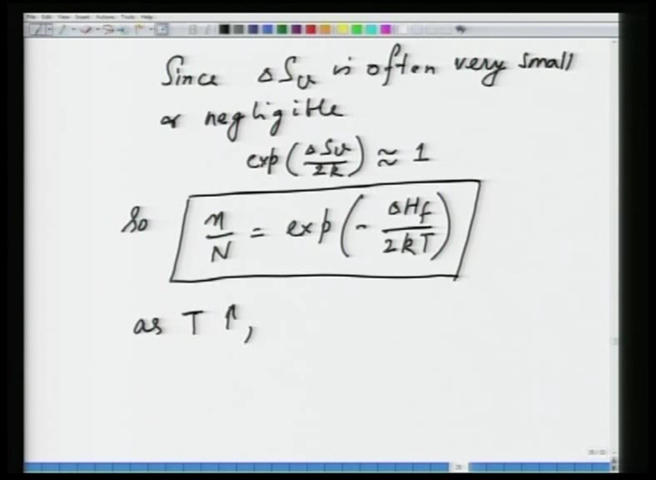 Since ΔSv is often very small
or negligible
exp(ΔSv/2k) ≈ 1
So n/N = exp(-ΔHf/2kT)
as T ↑,